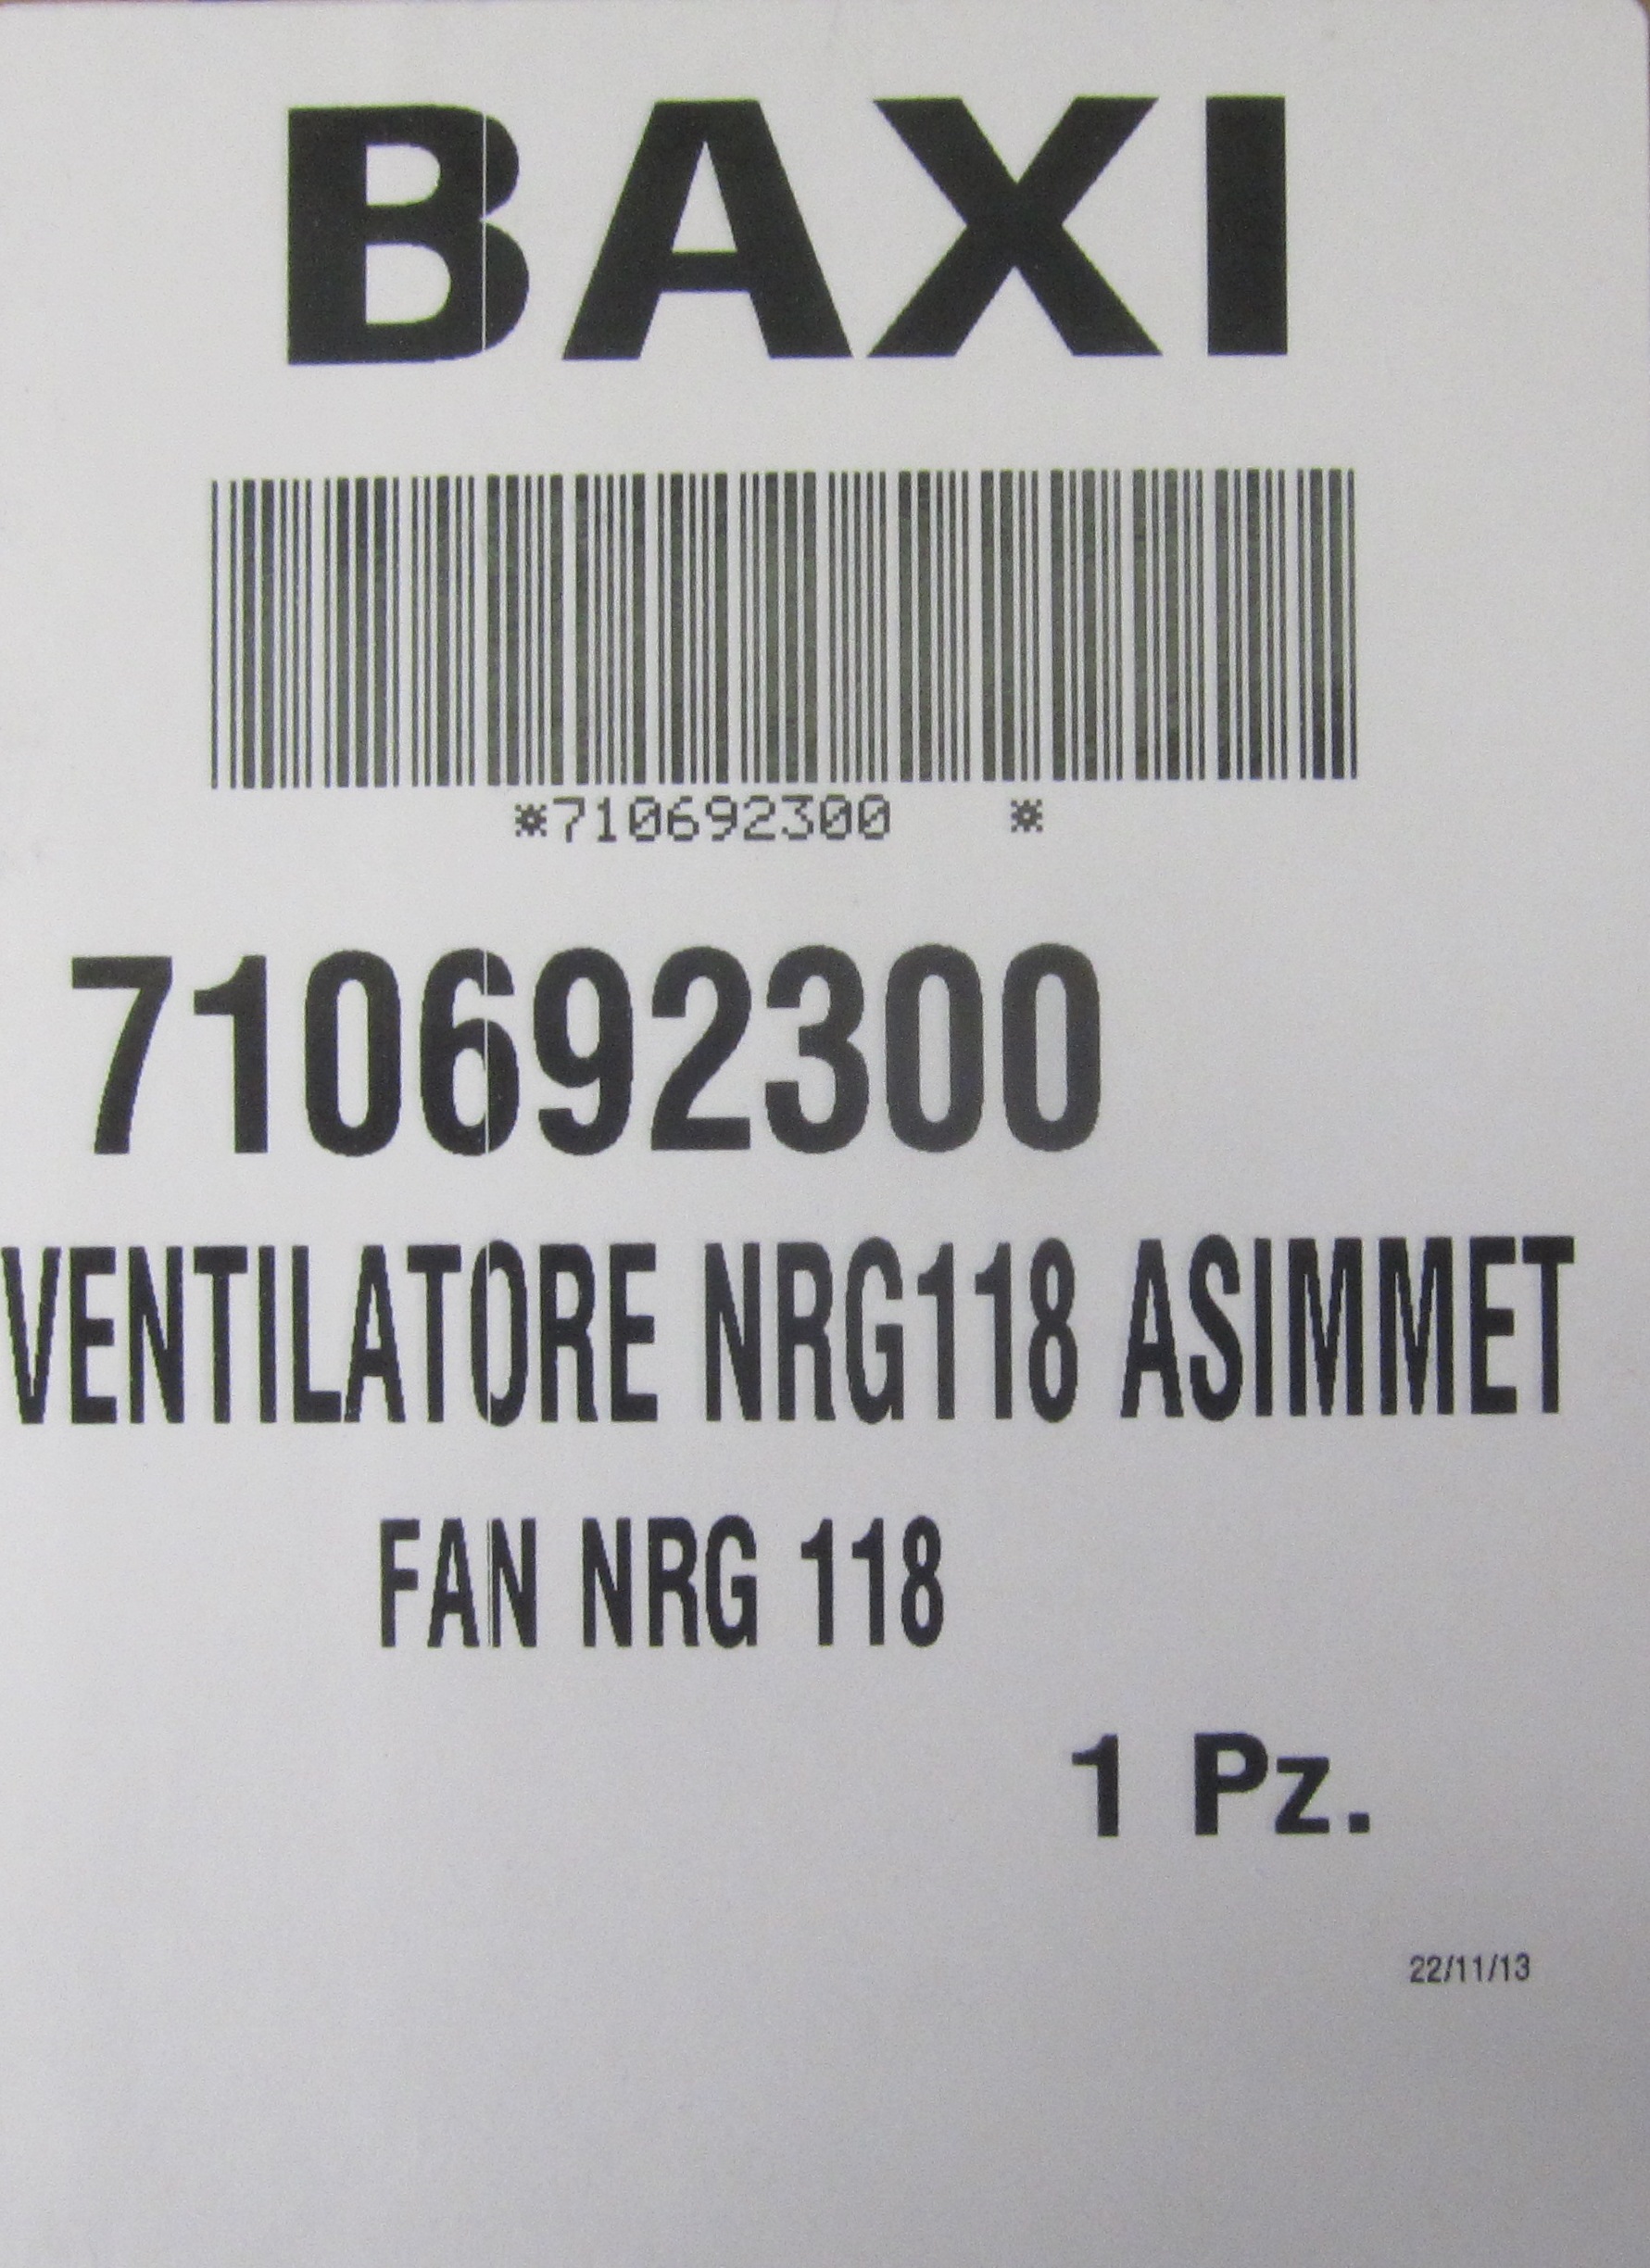 BAXI
*710692300 *
710692300
VENTILATORE NRG118 ASIMMET
FAN NRG 118
1 Pz.
22/11/13